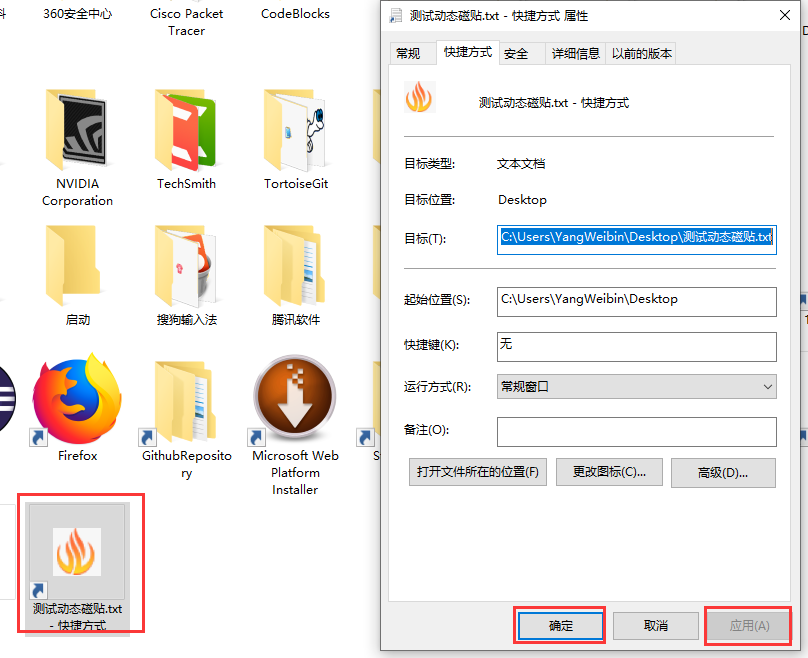 360安全中心
Cisco Packet
Tracer
CodeBlocks
NVIDIA
Corporation
TechSmith
TortoiseGit
启动
搜狗输入法
腾讯软件
Firefox
GithubReposito
ry
Microsoft Web
Platform
Installer
测试动态磁贴.txt
- 快捷方式
测试动态磁贴.txt - 快捷方式 属性
常规
快捷方式
安全
详细信息
以前的版本
测试动态磁贴.txt - 快捷方式
目标类型:
文本文档
目标位置:
Desktop
目标(T):
C:\Users\YangWeibin\Desktop\测试动态磁贴.txt
起始位置(S):
C:\Users\YangWeibin\Desktop
快捷键(K):
无
运行方式(R):
常规窗口
备注(O):
打开文件所在的位置(F)
更改图标(C)...
高级(D)...
确定
取消
应用(A)